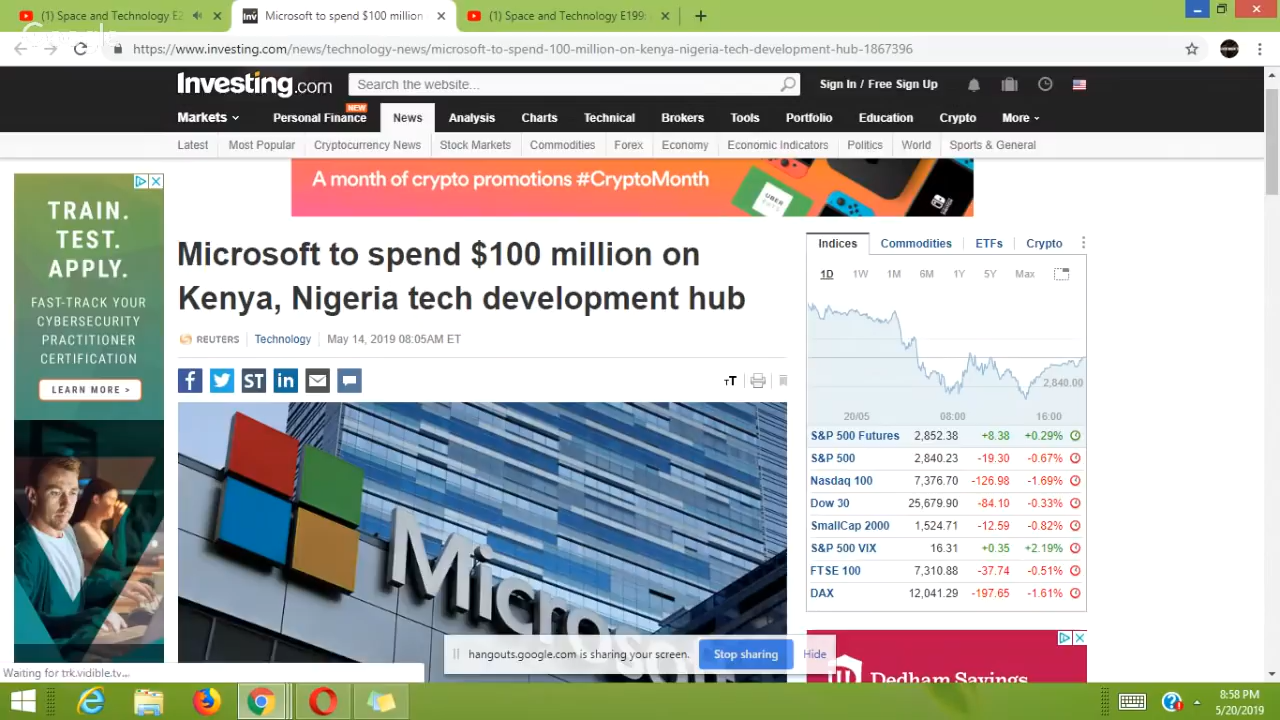 (1) Space and Technology E2
Microsoft to spend $100 million
(1) Space and Technology E199:
Google
https://www.investing.com/news/technology-news/microsoft-to-spend-100-million-on-kenya-nigeria-tech-development-hub-1867396
Investing.com
Search the website...
Sign In / Free Sign Up
NEW
Markets
Personal Finance
News
Analysis
Charts
Technical
Brokers
Tools
Portfolio
Education
Crypto
More
Latest
Most Popular
Cryptocurrency News
Stock Markets
Commodities
Forex
Economy
Economic Indicators
Politics
World
Sports & General
A month of crypto promotions #CryptoMonth
UBER
EATS
TRAIN.
TEST.
APPLY.
FAST-TRACK YOUR
CYBERSECURITY
PRACTITIONER
CERTIFICATION
LEARN MORE >
Microsoft to spend $100 million on
Kenya, Nigeria tech development hub
REUTERS
Technology
May 14, 2019 08:05AM ET
f
ST
in
TT
Microsoft
Indices
Commodities
ETFs
Crypto
1D 1W 1M 6M 1Y 5Y Max
2,840.00
20/05 08:00 16:00
S&P 500 Futures 2,852.38 +8.38 +0.29%
S&P 500 2,840.23 -19.30 -0.67%
Nasdaq 100 7,376.70 -126.98 -1.69%
Dow 30 25,679.90 -84.10 -0.33%
SmallCap 2000 1,524.71 -12.59 -0.82%
S&P 500 VIX 16.31 +0.35 +2.19%
FTSE 100 7,310.88 -37.74 -0.51%
DAX 12,041.29 -197.65 -1.61%
Dedham Savings
hangouts.google.com is sharing your screen.
Stop sharing
Hide
Waiting for trk.vidible.tv...
8:58 PM
5/20/2019